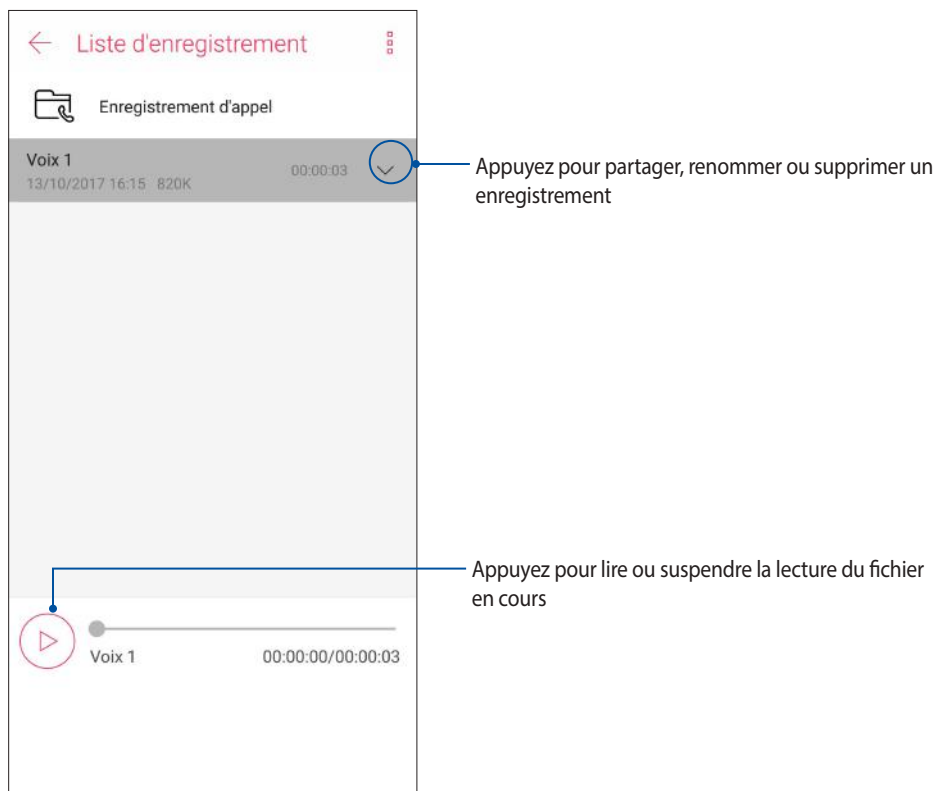 Liste d'enregistrement
Enregistrement d'appel
Voix 1
00:00:03
13/10/2017 16:15 820K
Appuyez pour partager, renommer ou supprimer un
enregistrement
Appuyez pour lire ou suspendre la lecture du fichier
en cours
Voix 1
00:00:00/00:00:03